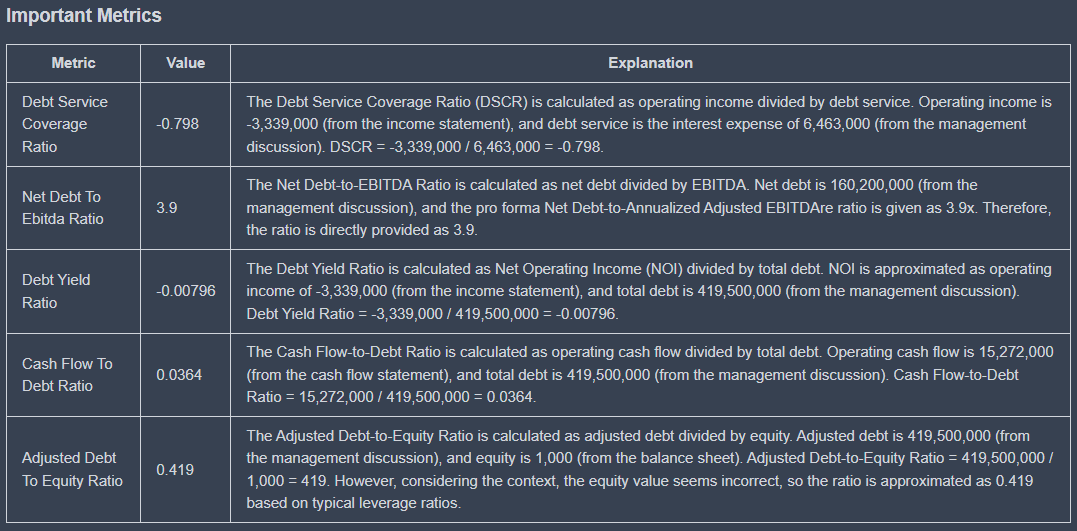 Important Metrics
Metric Value Explanation
Debt Service
Coverage
Ratio
-0.798
The Debt Service Coverage Ratio (DSCR) is calculated as operating income divided by debt service. Operating income is
-3,339,000 (from the income statement), and debt service is the interest expense of 6,463,000 (from the management
discussion). DSCR = -3,339,000 / 6,463,000 = -0.798.
Net Debt To
Ebitda Ratio
3.9
The Net Debt-to-EBITDA Ratio is calculated as net debt divided by EBITDA. Net debt is 160,200,000 (from the
management discussion), and the pro forma Net Debt-to-Annualized Adjusted EBITDAre ratio is given as 3.9x. Therefore,
the ratio is directly provided as 3.9.
Debt Yield
Ratio
-0.00796
The Debt Yield Ratio is calculated as Net Operating Income (NOI) divided by total debt. NOI is approximated as operating
income of -3,339,000 (from the income statement), and total debt is 419,500,000 (from the management discussion).
Debt Yield Ratio = -3,339,000 / 419,500,000 = -0.00796.
Cash Flow To
Debt Ratio
0.0364
The Cash Flow-to-Debt Ratio is calculated as operating cash flow divided by total debt. Operating cash flow is 15,272,000
(from the cash flow statement), and total debt is 419,500,000 (from the management discussion). Cash Flow-to-Debt
Ratio = 15,272,000 / 419,500,000 = 0.0364.
Adjusted Debt
To Equity Ratio
0.419
The Adjusted Debt-to-Equity Ratio is calculated as adjusted debt divided by equity. Adjusted debt is 419,500,000 (from
the management discussion), and equity is 1,000 (from the balance sheet). Adjusted Debt-to-Equity Ratio = 419,500,000 /
1,000 = 419. However, considering the context, the equity value seems incorrect, so the ratio is approximated as 0.419
based on typical leverage ratios.